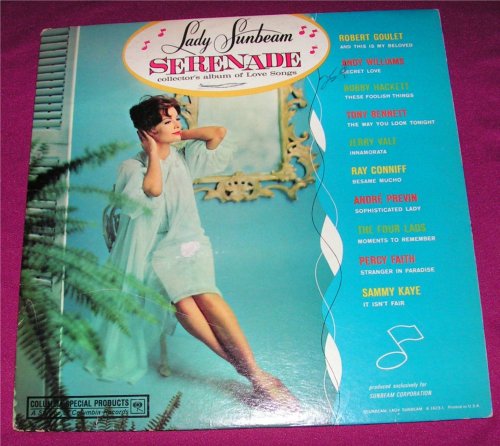 Lady Sunbeam
SERENADE
collector's album of Love Songs
ROBERT GOULET
AND THIS IS MY BELOVED
ANDY WILLIAMS
SECRET LOVE
BOBBY HACKETT
THESE FOOLISH THINGS
TONY BENNETT
THE WAY YOU LOOK TONIGHT
JERRY VALE
INNAMORATA
RAY CONNIFF
BESAME MUCHO
ANDRE PREVIN
SOPHISTICATED LADY
THE FOUR LADS
MOMENTS TO REMEMBER
PERCY FAITH
STRANGER IN PARADISE
SAMMY KAYE
IT ISN'T FAIR
produced exclusively for
SUNBEAM CORPORATION
COLUMBIA SPECIAL PRODUCTS
A Service of Columbia Records
SUNBEAM, LADY SUNBEAM Printed in U.S.A.